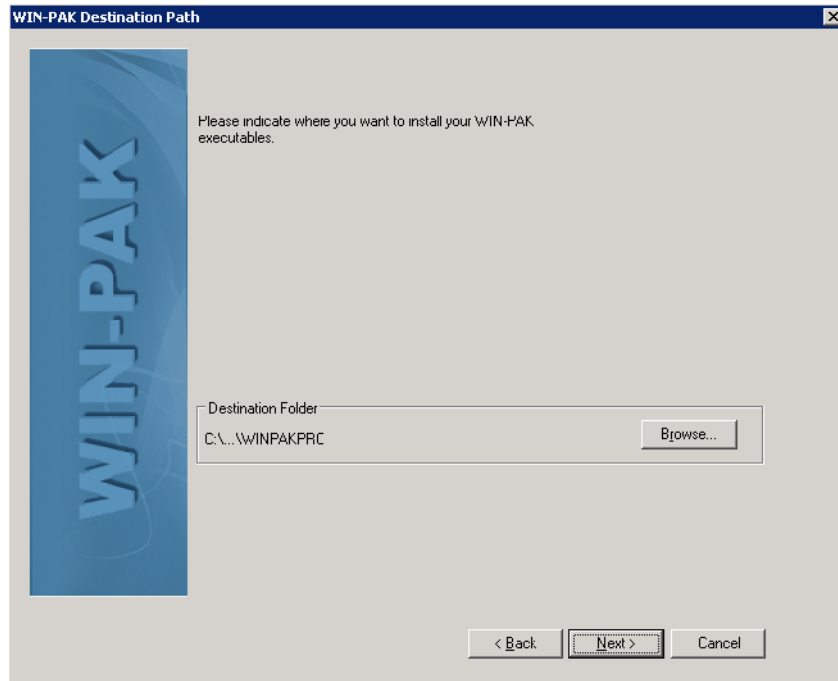 WIN-PAK Destination Path
WIN-PAK
Please indicate where you want to install your WIN-PAK
executables.
Destination Folder
C:\...\WINPAKPRO
Browse...
< Back
Next >
Cancel